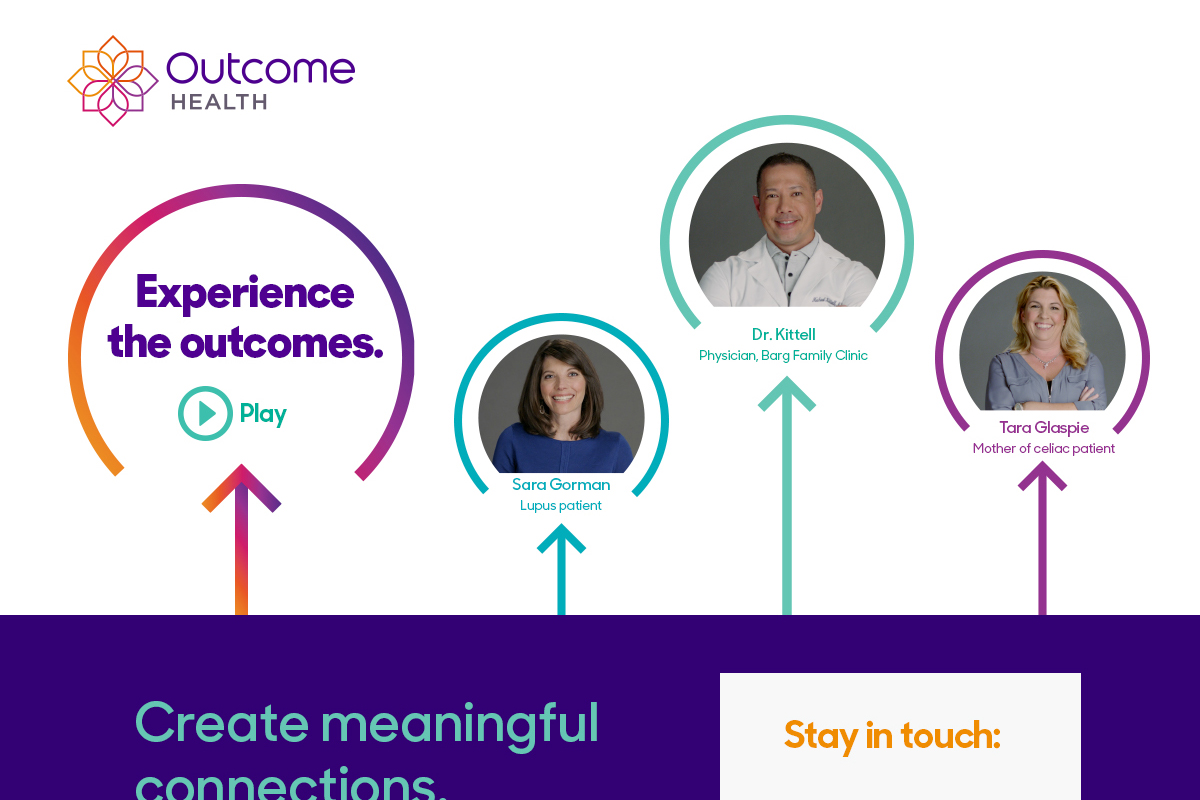 Outcome
HEALTH
Experience
the outcomes.
Play
Sara Gorman
Lupus patient
Dr. Kittell
Physician, Barg Family Clinic
Tara Glaspie
Mother of celiac patient
Create meaningful
connections.
Stay in touch: